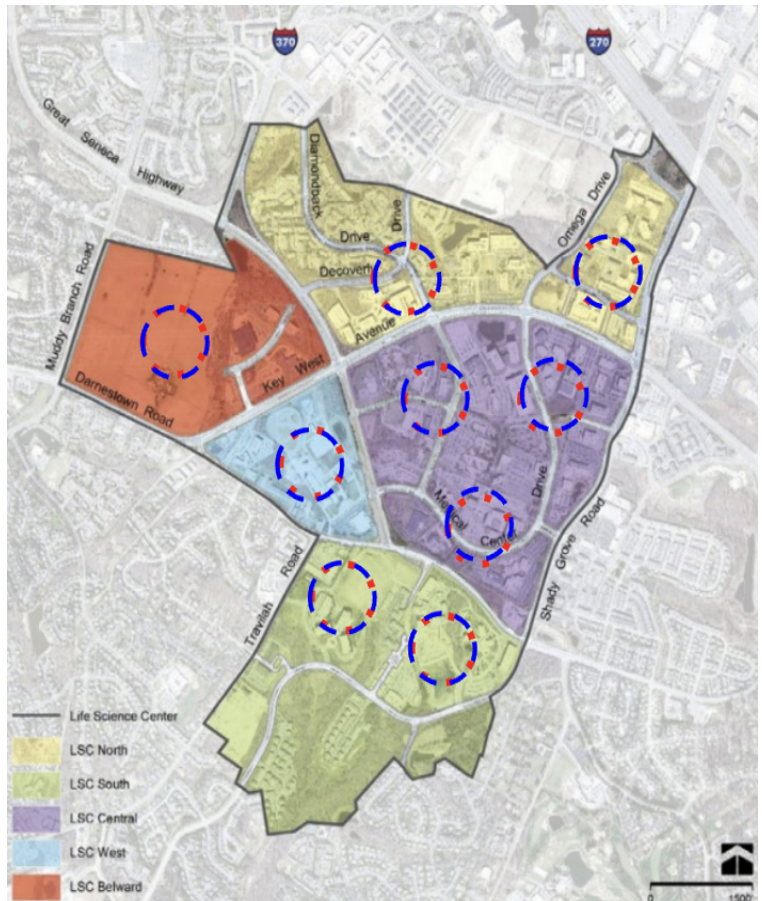 370
270
Great Seneca
Highway
Diamondback
Drive
Drive
Decoverly
Omega Drive
Muddy Branch Road
Avenue
Key West
Darnestown Road
Medical
Center
Drive
Shady Grove Road
Travilah Road
Life Science Center
LSC North
LSC South
LSC Central
LSC West
LSC Belward
0
1500'